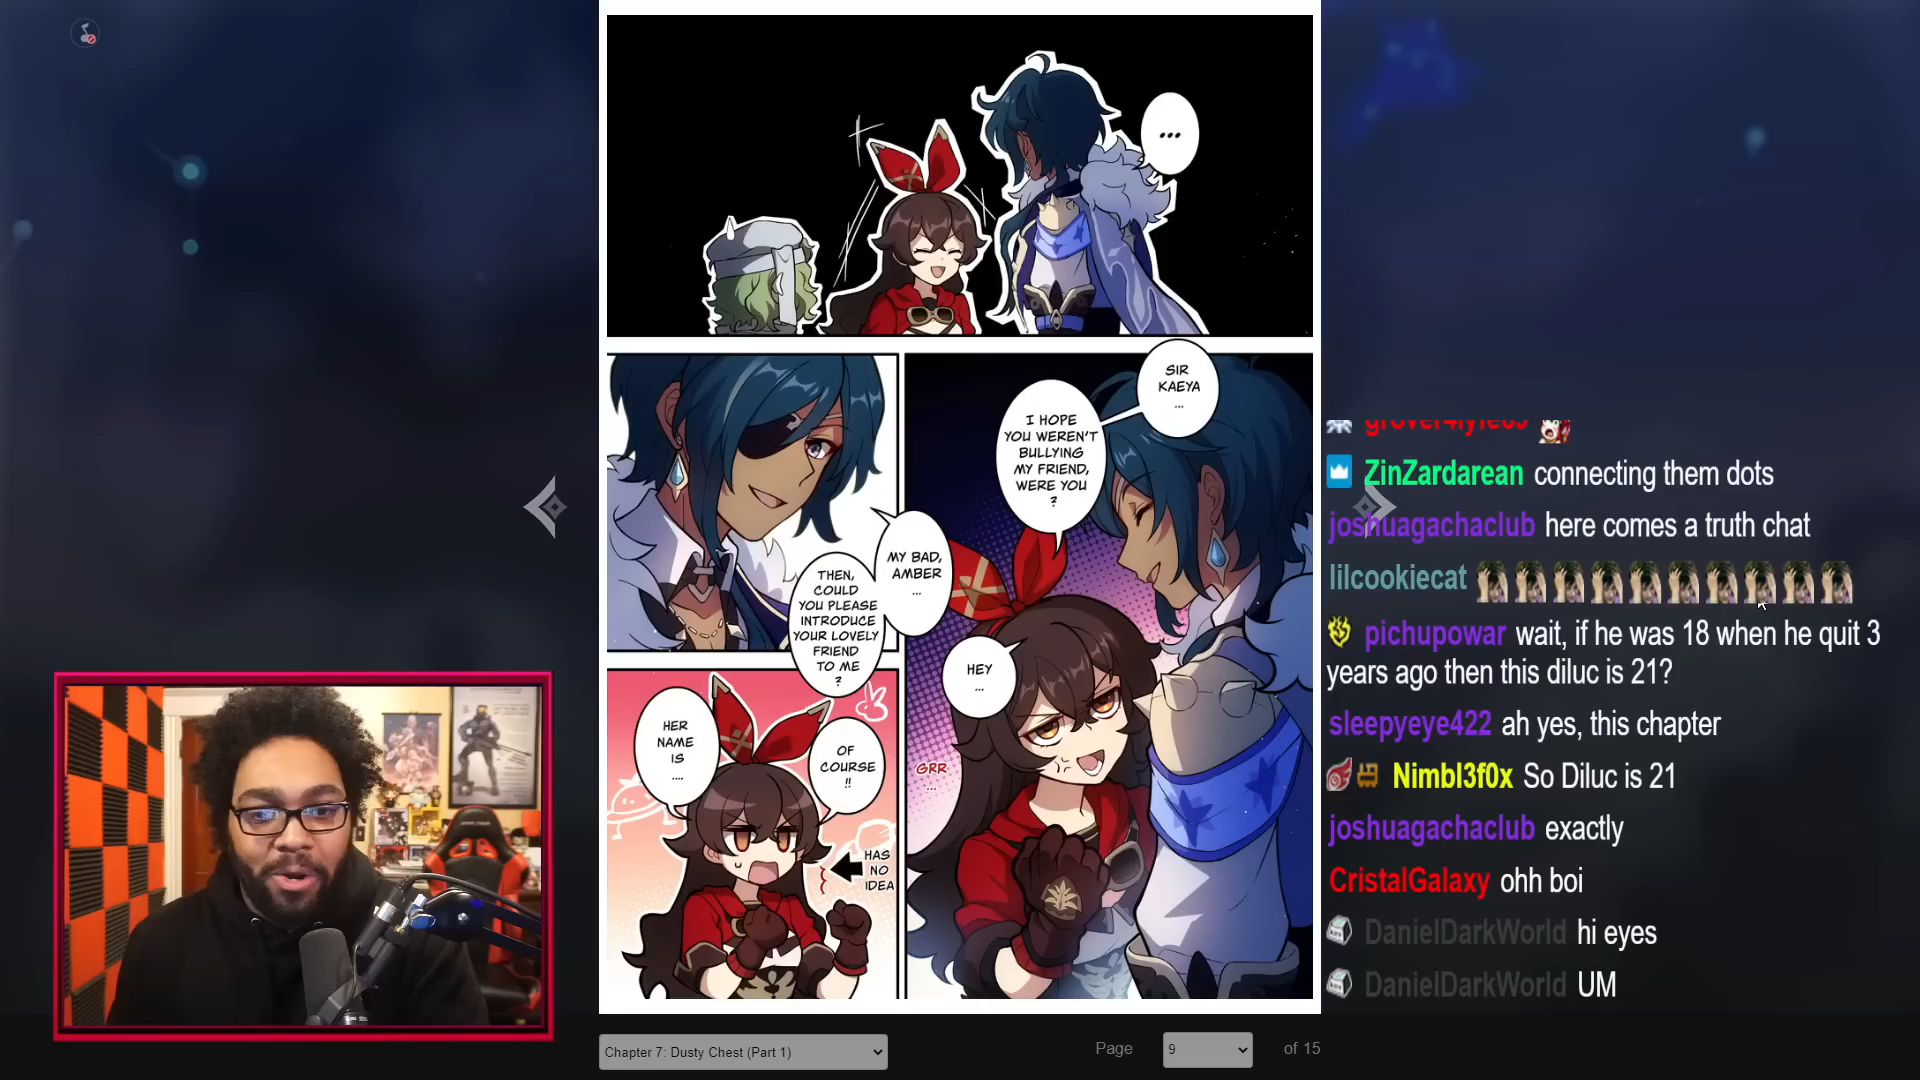 ...
SIR
KAEYA
...
I HOPE
YOU WEREN'T
BULLYING
MY FRIEND,
WERE YOU
?
MY BAD,
AMBER
...
THEN,
COULD
YOU PLEASE
INTRODUCE
YOUR LOVELY
FRIEND
TO ME
?
HEY
...
GRR
...
OF
COURSE
!!
HER
NAME
IS
....
HAS
NO
IDEA
grover4lyfe65
ZinZardarean connecting them dots
joshuagachaclub here comes a truth chat
lilcookiecat
pichupowar wait, if he was 18 when he quit 3
years ago then this diluc is 21?
sleepyeye422 ah yes, this chapter
Nimbl3f0x So Diluc is 21
joshuagachaclub exactly
CristalGalaxy ohh boi
DanielDarkWorld hi eyes
DanielDarkWorld UM
Chapter 7: Dusty Chest (Part 1)
Page 9 of 15